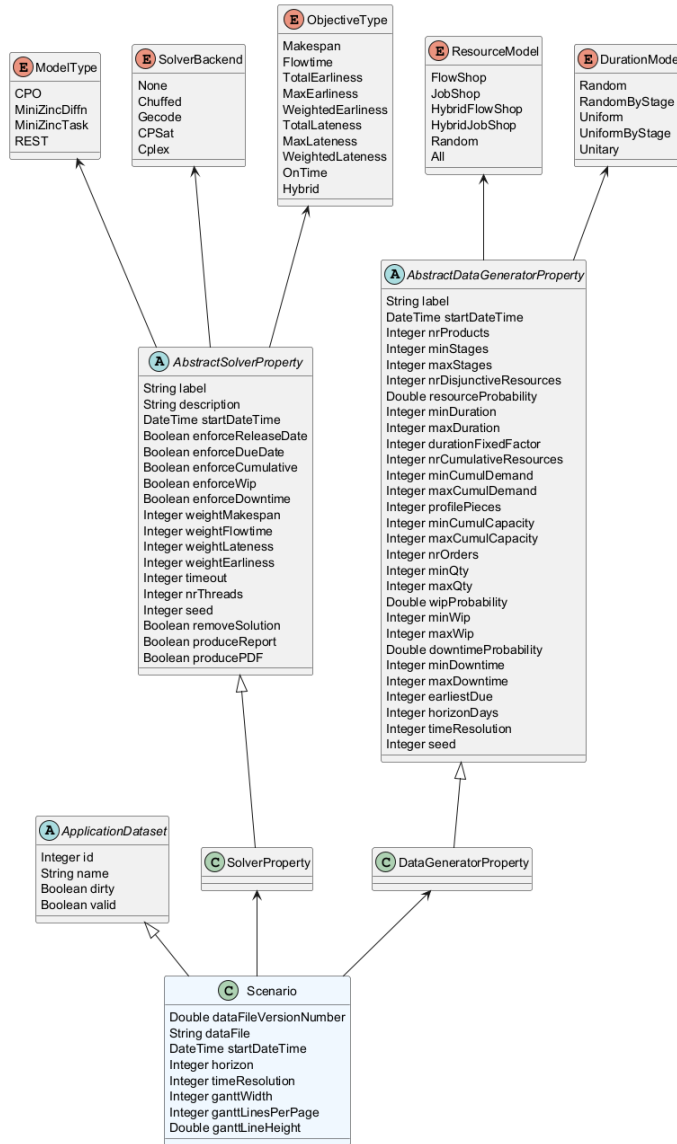 ModelType
CPO
MiniZincDiffn
MiniZincTask
REST
SolverBackend
None
Chuffed
Gecode
CPSat
Cplex
ObjectiveType
Makespan
Flowtime
TotalEarliness
MaxEarliness
WeightedEarliness
TotalLateness
MaxLateness
WeightedLateness
OnTime
Hybrid
ResourceModel
FlowShop
JobShop
HybridFlowShop
HybridJobShop
Random
All
DurationMode
Random
RandomByStage
Uniform
UniformByStage
Unitary
AbstractSolverProperty
String label
String description
DateTime startDateTime
Boolean enforceReleaseDate
Boolean enforceDueDate
Boolean enforceCumulative
Boolean enforceWip
Boolean enforceDowntime
Integer weightMakespan
Integer weightFlowtime
Integer weightLateness
Integer weightEarliness
Integer timeout
Integer nrThreads
Integer seed
Boolean removeSolution
Boolean produceReport
Boolean producePDF
AbstractDataGeneratorProperty
String label
DateTime startDateTime
Integer nrProducts
Integer minStages
Integer maxStages
Integer nrDisjunctiveResources
Double resourceProbability
Integer minDuration
Integer maxDuration
Integer durationFixedFactor
Integer nrCumulativeResources
Integer minCumulDemand
Integer maxCumulDemand
Integer profilePieces
Integer minCumulCapacity
Integer maxCumulCapacity
Integer nrOrders
Integer minQty
Integer maxQty
Double wipProbability
Integer minWip
Integer maxWip
Double downtimeProbability
Integer minDowntime
Integer maxDowntime
Integer earliestDue
Integer horizonDays
Integer timeResolution
Integer seed
ApplicationDataset
Integer id
String name
Boolean dirty
Boolean valid
SolverProperty
DataGeneratorProperty
Scenario
Double dataFileVersionNumber
String dataFile
DateTime startDateTime
Integer horizon
Integer timeResolution
Integer ganttWidth
Integer ganttLinesPerPage
Double ganttLineHeight